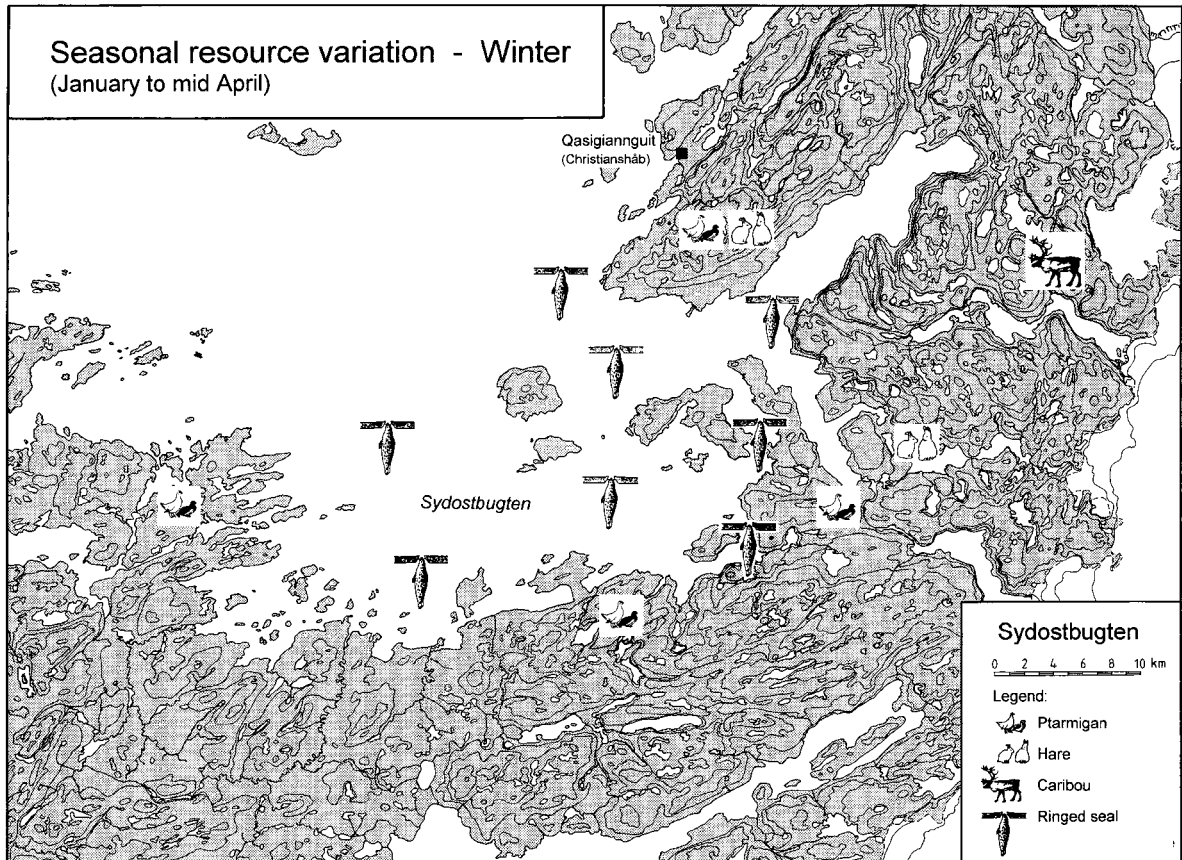 Seasonal resource variation - Winter
(January to mid April)
Qasigiannguit
(Christianshåb)
Sydostbugten
Sydostbugten
0 2 4 6 8 10 km
Legend:
Ptarmigan
Hare
Caribou
Ringed seal